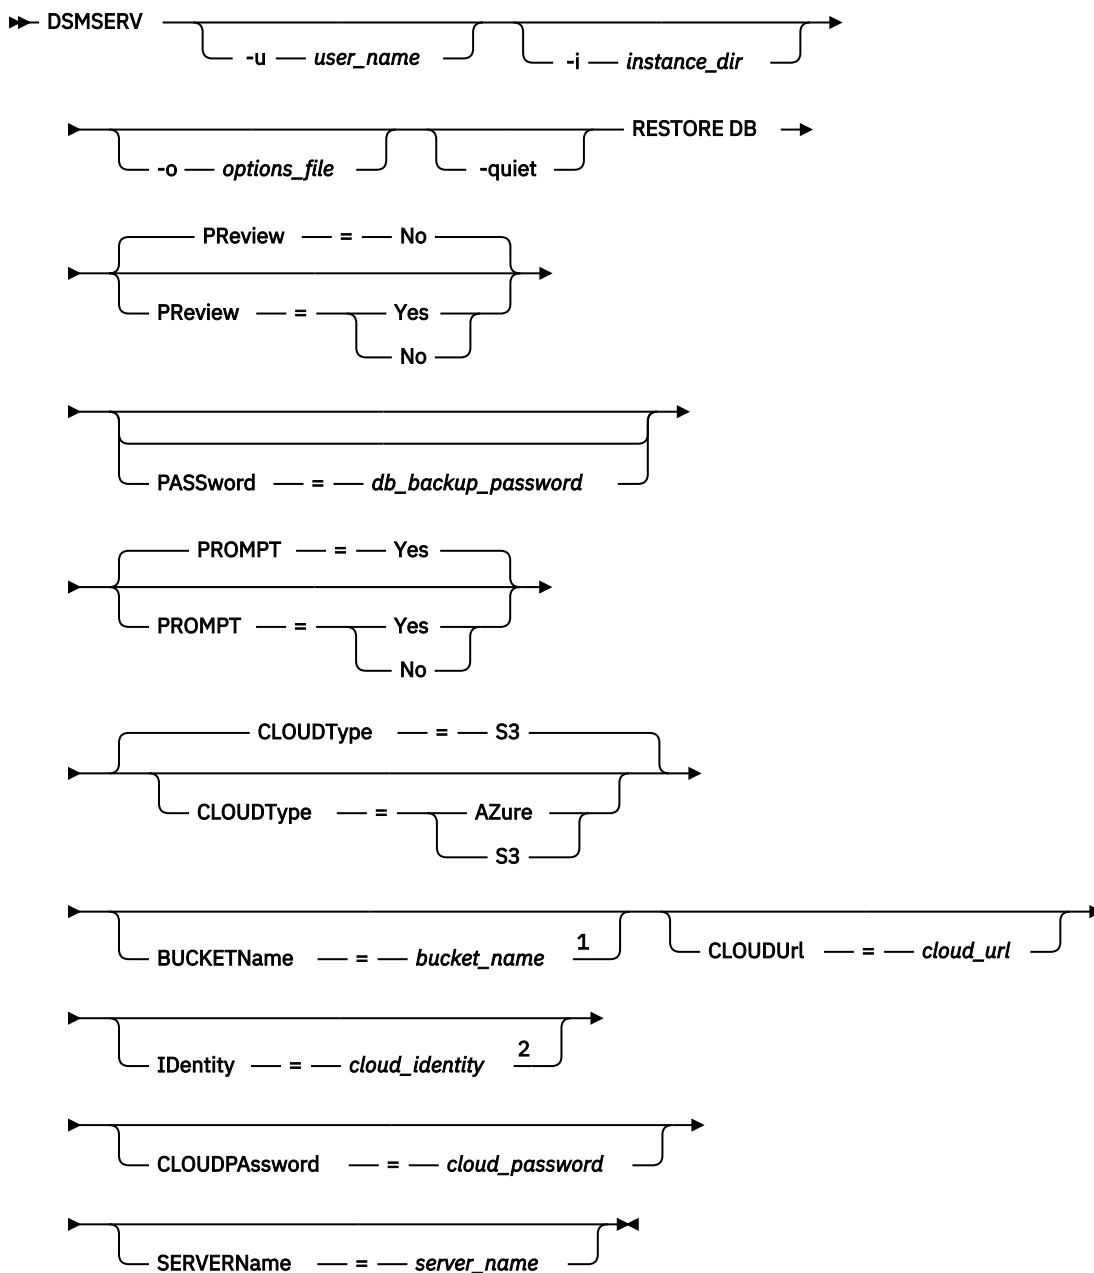 DSMSERV
-u user_name -i instance_dir
RESTORE DB
-o options_file -quiet
PReview = No
PReview = Yes
No
PASSword = db_backup_password
PROMPT = Yes
PROMPT = Yes
No
CLOUDType = S3
CLOUDType = AZure
S3
BUCKETName = bucket_name 1 CLOUDUrl = cloud_url
IDentity = cloud_identity 2
CLOUDPAssword = cloud_password
SERVERName = server_name